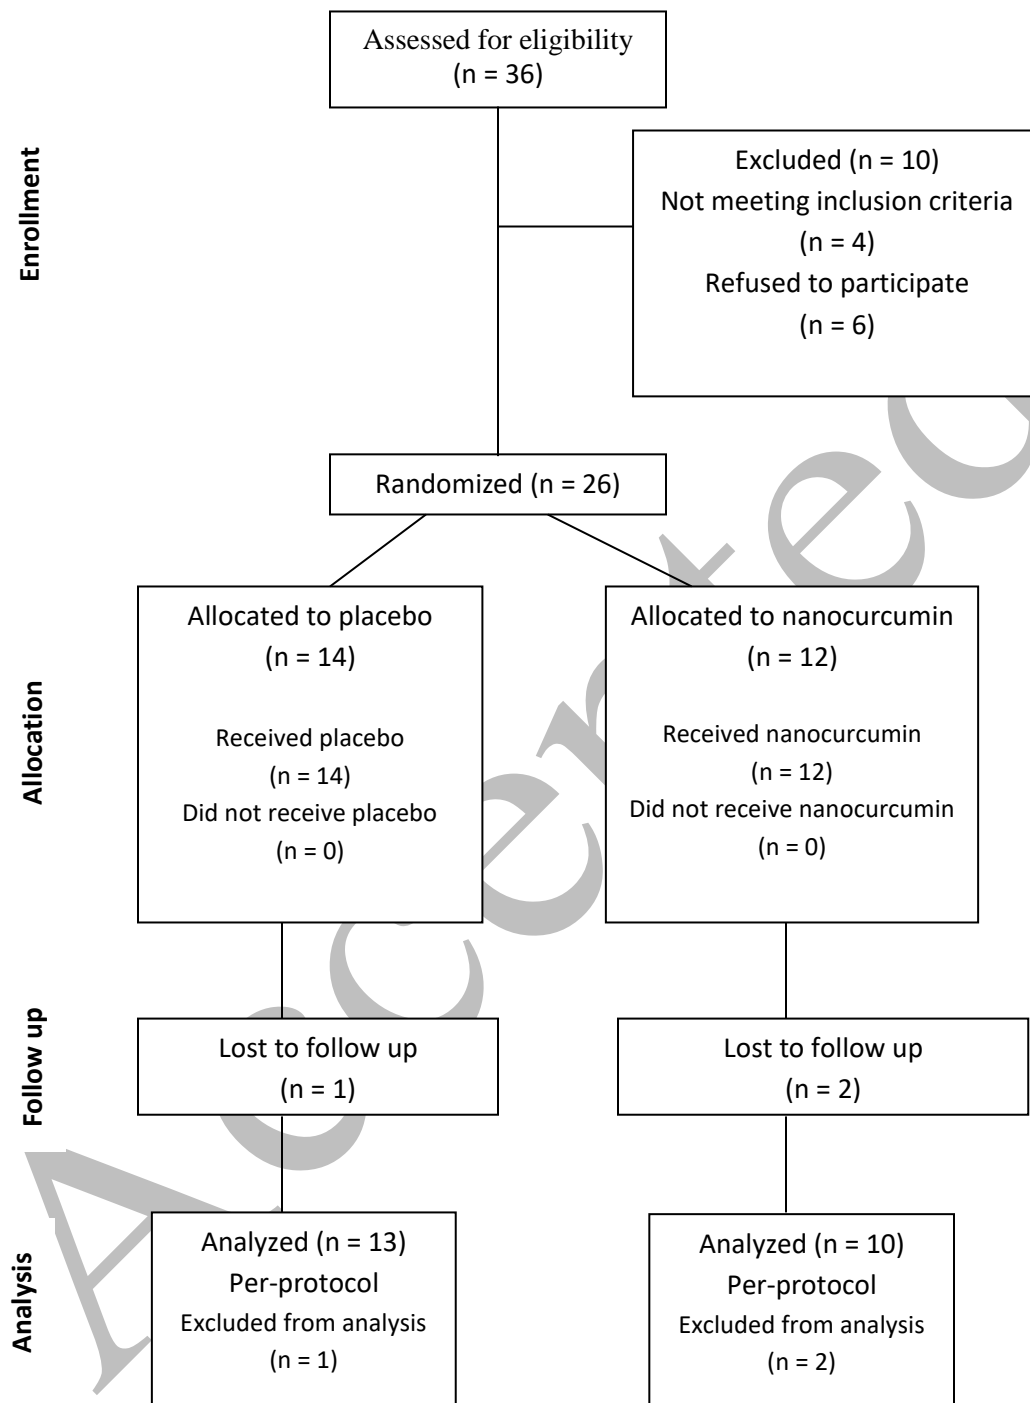 Assessed for eligibility
(n = 36)
Enrollment
Excluded (n = 10)
Not meeting inclusion criteria
(n = 4)
Refused to participate
(n = 6)
Randomized (n = 26)
Allocation
Allocated to placebo
(n = 14)
Received placebo
(n = 14)
Did not receive placebo
(n = 0)
Allocated to nanocurcumin
(n = 12)
Received nanocurcumin
(n = 12)
Did not receive nanocurcumin
(n = 0)
Follow up
Lost to follow up
(n = 1)
Lost to follow up
(n = 2)
Analysis
Analyzed (n = 13)
Per-protocol
Excluded from analysis
(n = 1)
Analyzed (n = 10)
Per-protocol
Excluded from analysis
(n = 2)
Accepted